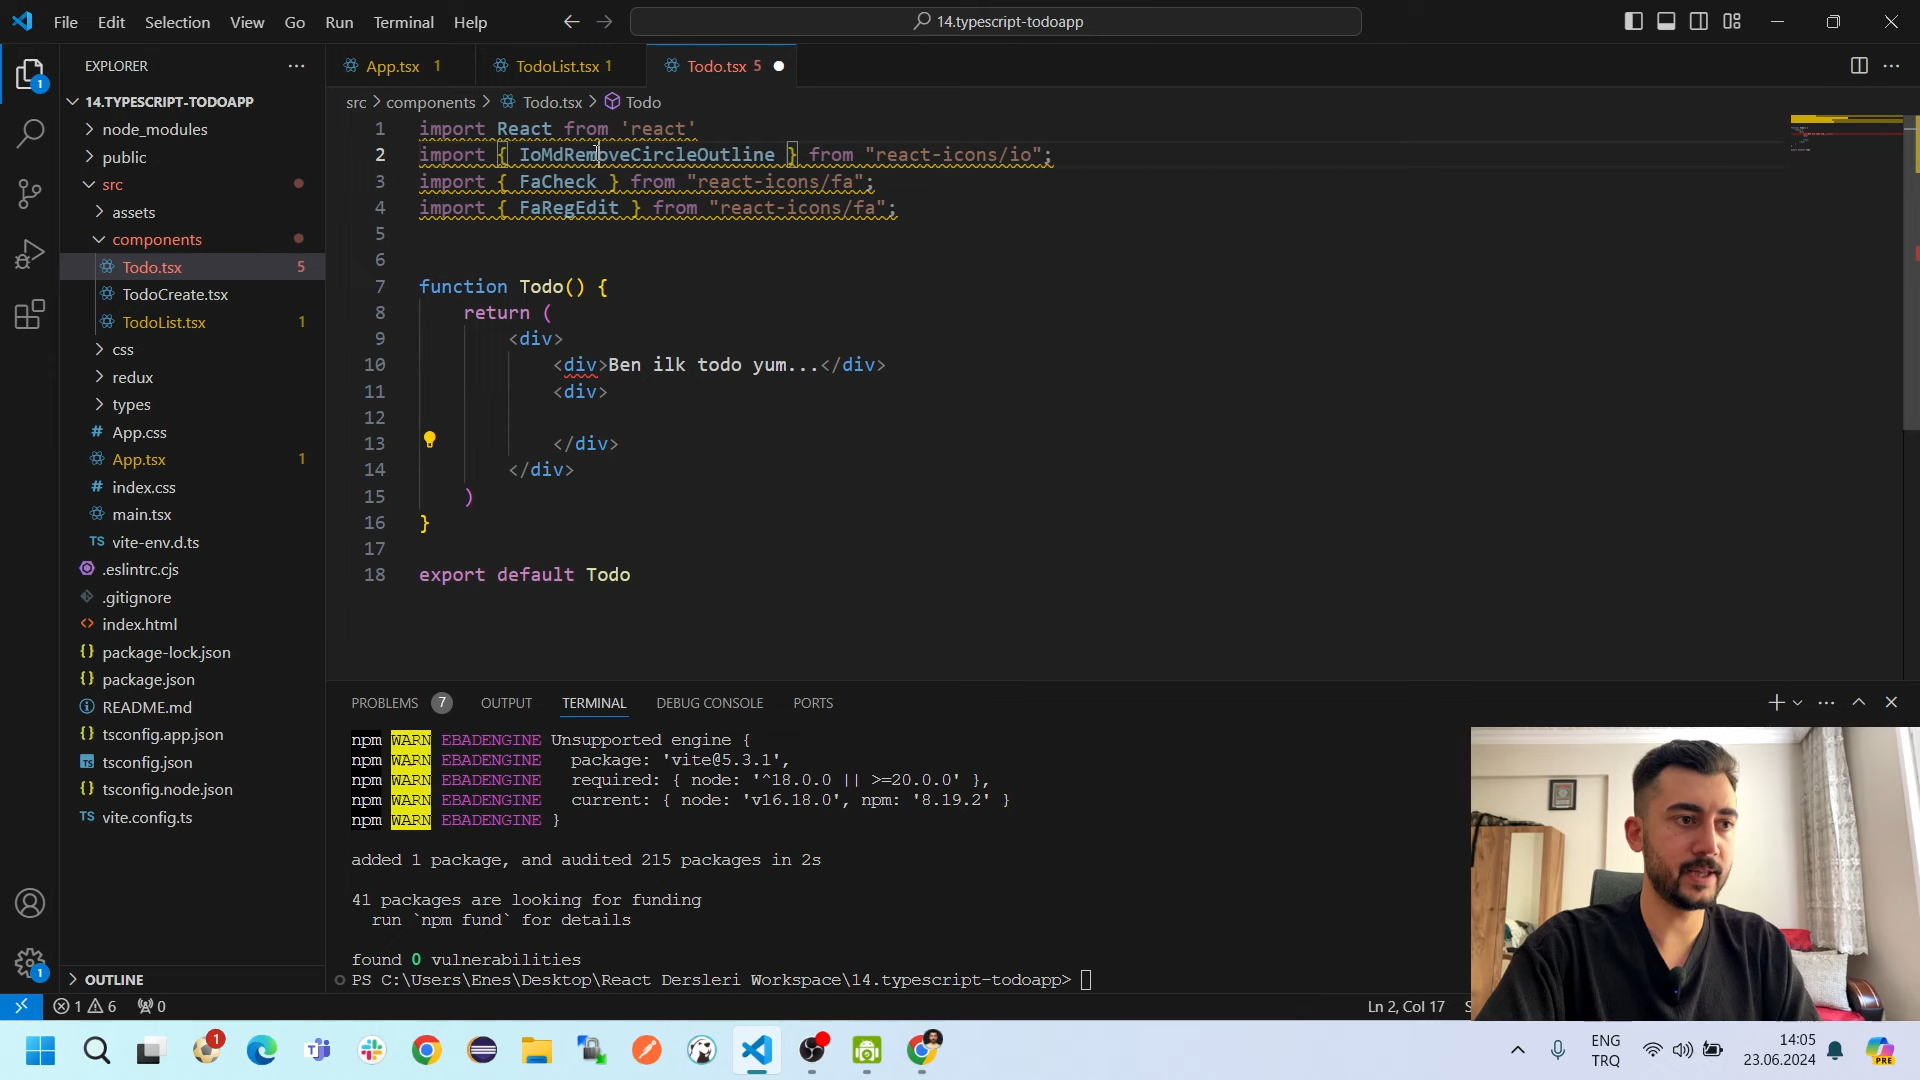 File Edit Selection View Go Run Terminal Help
14.typescript-todoapp
EXPLORER
14.TYPESCRIPT-TODOAPP
node_modules
public
src
assets
components
Todo.tsx 5
TodoCreate.tsx
TodoList.tsx 1
css
redux
types
App.css
App.tsx 1
index.css
main.tsx
vite-env.d.ts
.eslintrc.cjs
.gitignore
index.html
package-lock.json
package.json
README.md
tsconfig.app.json
tsconfig.json
tsconfig.node.json
vite.config.ts
OUTLINE
App.tsx 1 TodoList.tsx 1 Todo.tsx 5
src > components > Todo.tsx > Todo
1 import React from 'react'
2 import { IoMdRemoveCircleOutline } from "react-icons/io";
3 import { FaCheck } from "react-icons/fa";
4 import { FaRegEdit } from "react-icons/fa";
5
6
7 function Todo() {
8 return (
9 <div>
10 <div>Ben ilk todo yum...</div>
11 <div>
12
13 </div>
14 </div>
15 )
16 }
17
18 export default Todo
PROBLEMS 7 OUTPUT TERMINAL DEBUG CONSOLE PORTS
npm WARN EBADENGINE Unsupported engine {
npm WARN EBADENGINE package: 'vite@5.3.1',
npm WARN EBADENGINE required: { node: '^18.0.0 || >=20.0.0' },
npm WARN EBADENGINE current: { node: 'v16.18.0', npm: '8.19.2' }
npm WARN EBADENGINE }
added 1 package, and audited 215 packages in 2s
41 packages are looking for funding
run `npm fund` for details
found 0 vulnerabilities
PS C:\Users\Enes\Desktop\React Dersleri Workspace\14.typescript-todoapp>
1 6 0
Ln 2, Col 17
1
ENG
TRQ
14:05
23.06.2024
PRE